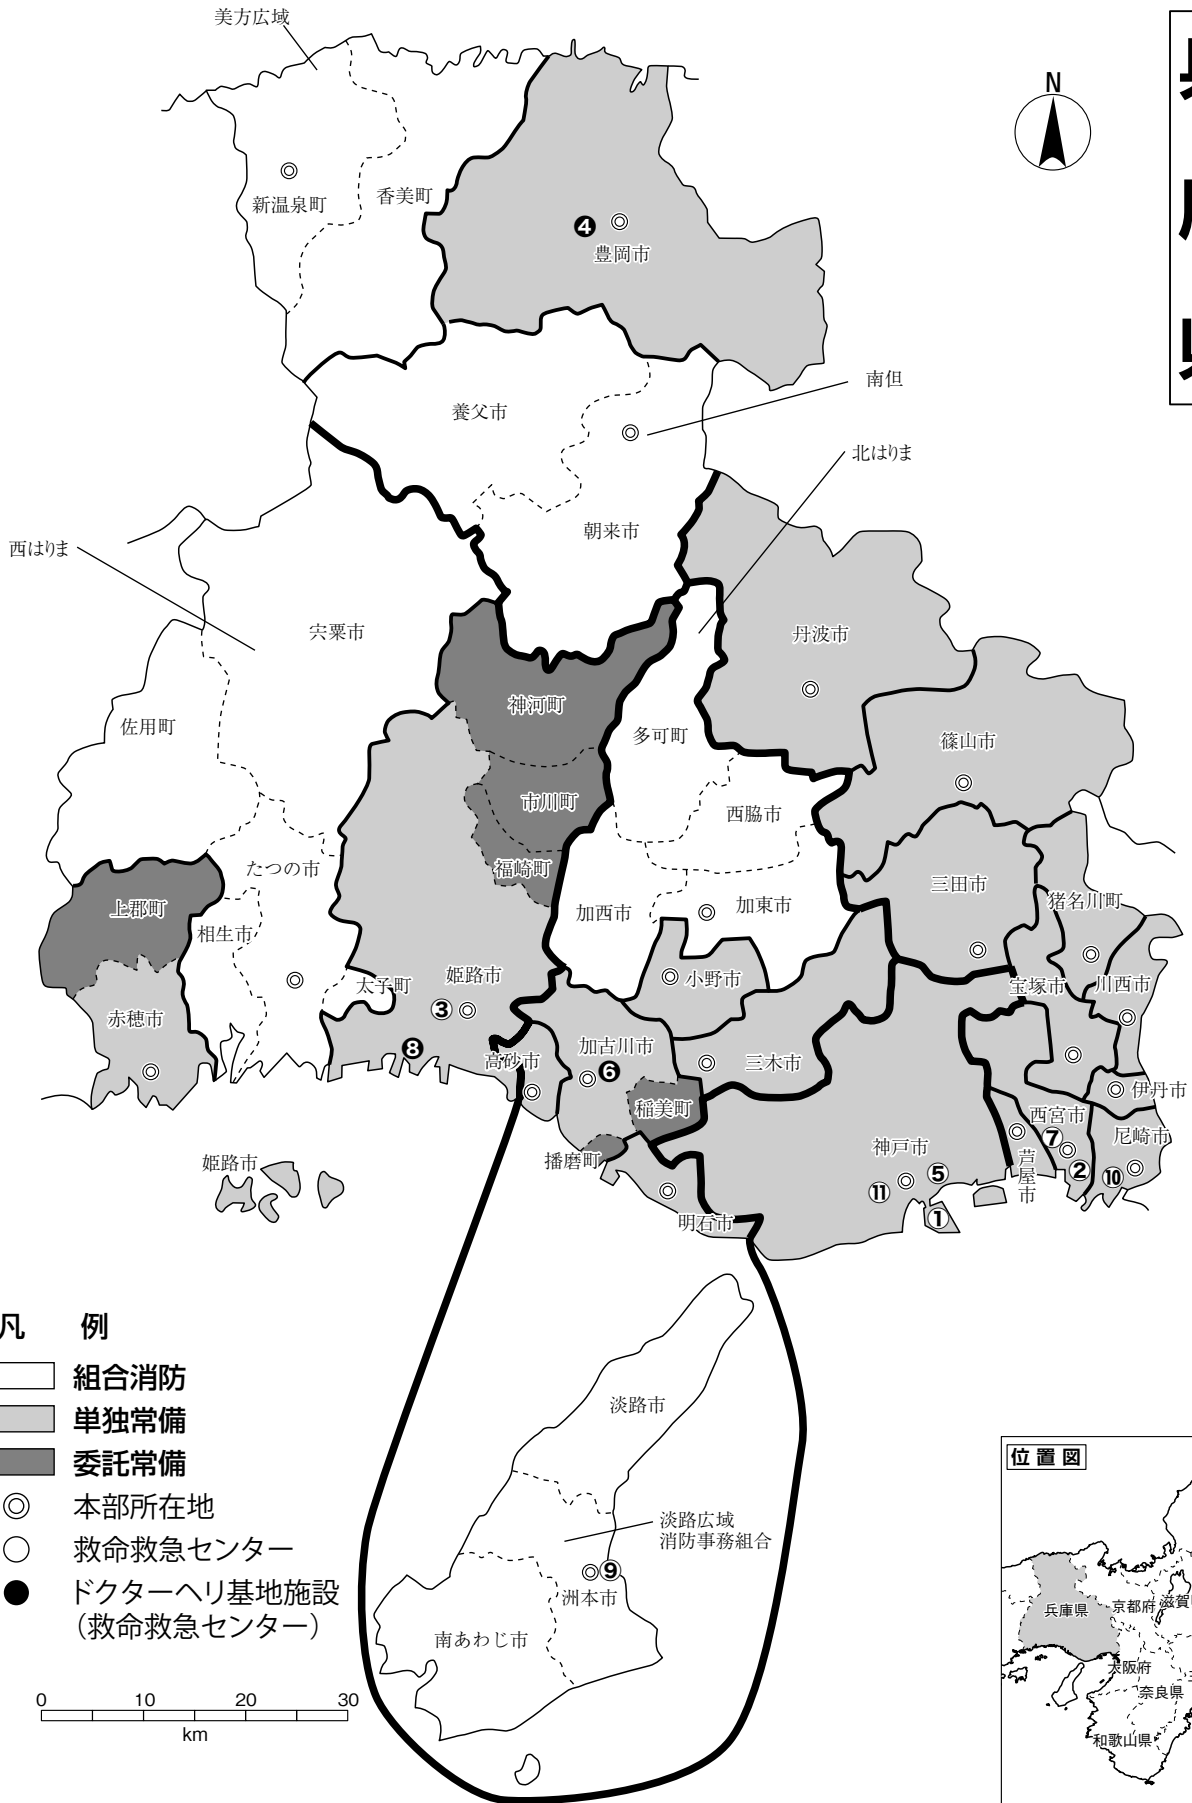 美方広域
N
新温泉町
香美町
❹
豊岡市
南但
養父市
北はりま
朝来市
西はりま
宍粟市
丹波市
神河町
佐用町
多可町
篠山市
市川町
西脇市
福崎町
たつの市
三田市
上郡町
加西市
加東市
猪名川町
相生市
太子町
姫路市
小野市
宝塚市
川西市
③
赤穂市
❽
高砂市
加古川市
❻
三木市
伊丹市
稲美町
西宮市
尼崎市
神戸市
⑦
芦屋市
②
⑩
播磨町
姫路市
⑤
⑪
①
明石市
凡 例
組合消防
単独常備
委託常備
本部所在地
救命救急センター
ドクターヘリ基地施設
(救命救急センター)
淡路市
淡路広域
消防事務組合
⑨
洲本市
南あわじ市
0 10 20 30
km
位置図
兵庫県
京都府
大阪府
奈良県
和歌山県